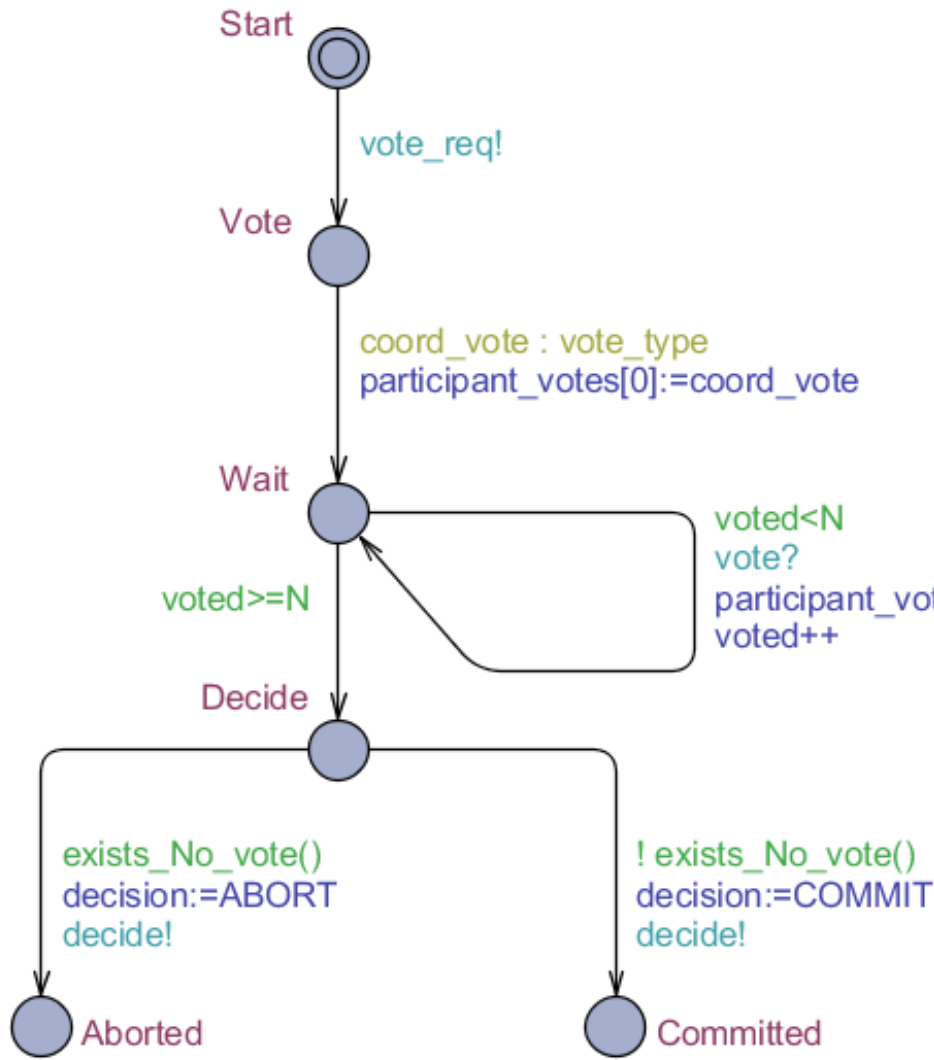 Start
vote_req!
Vote
coord_vote : vote_type
participant_votes[0]:=coord_vote
Wait
voted<N
vote?
voted>=N
participant_vot
voted++
Decide
exists_No_vote()
decision:=ABORT
decide!
! exists_No_vote()
decision:=COMMIT
decide!
Aborted
Committed